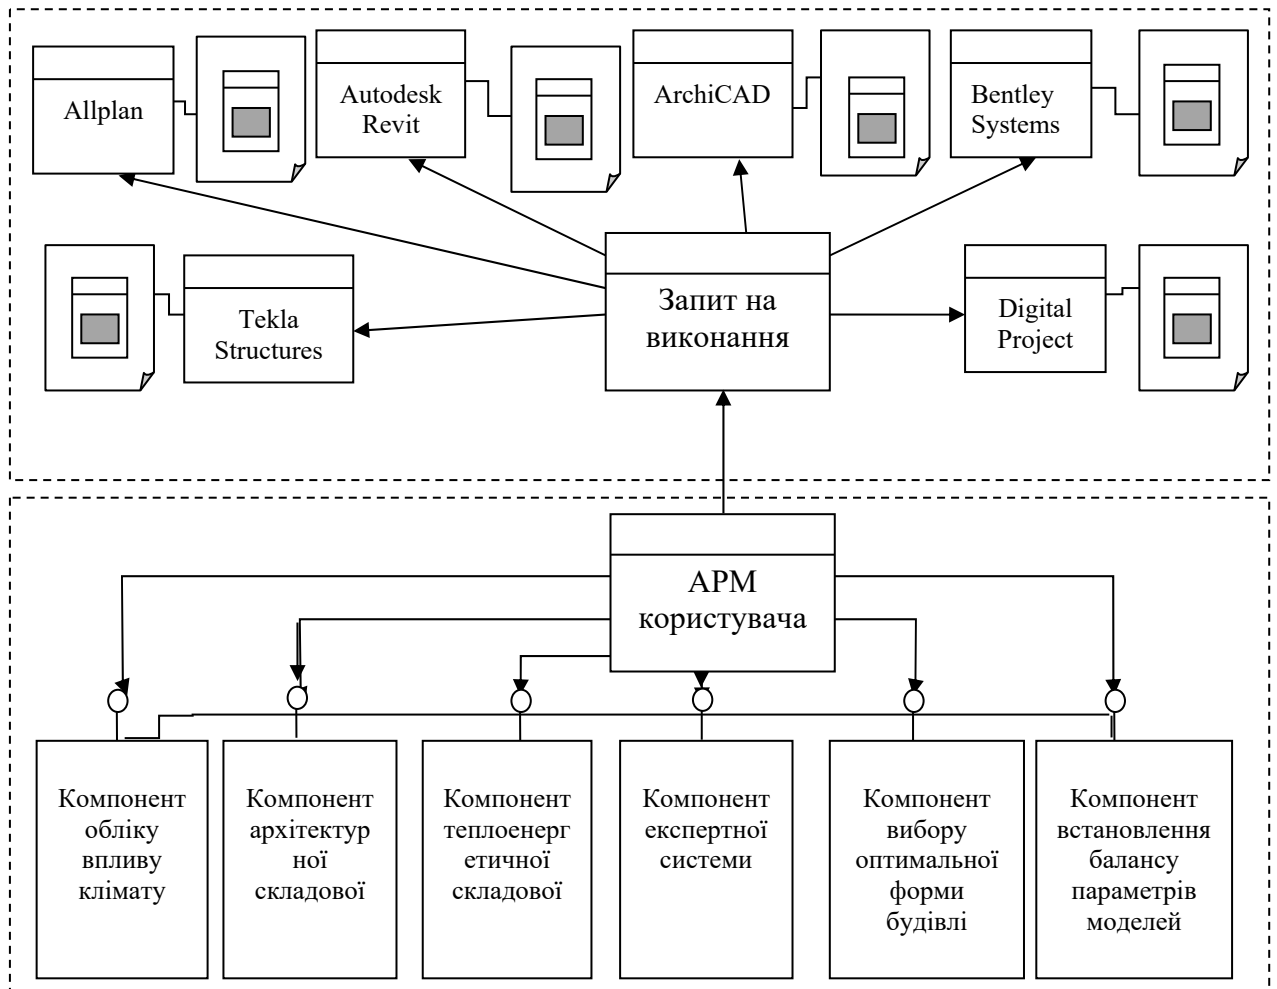 Allplan
Autodesk
Revit
ArchiCAD
Bentley
Systems
Tekla
Structures
Запит на
виконання
Digital
Project
АРМ
користувача
Компонент
обліку
впливу
клімату
Компонент
архітектур
ної
складової
Компонент
теплоенерг
етичної
складової
Компонент
експертної
системи
Компонент
вибору
оптимальної
форми
будівлі
Компонент
встановлення
балансу
параметрів
моделей